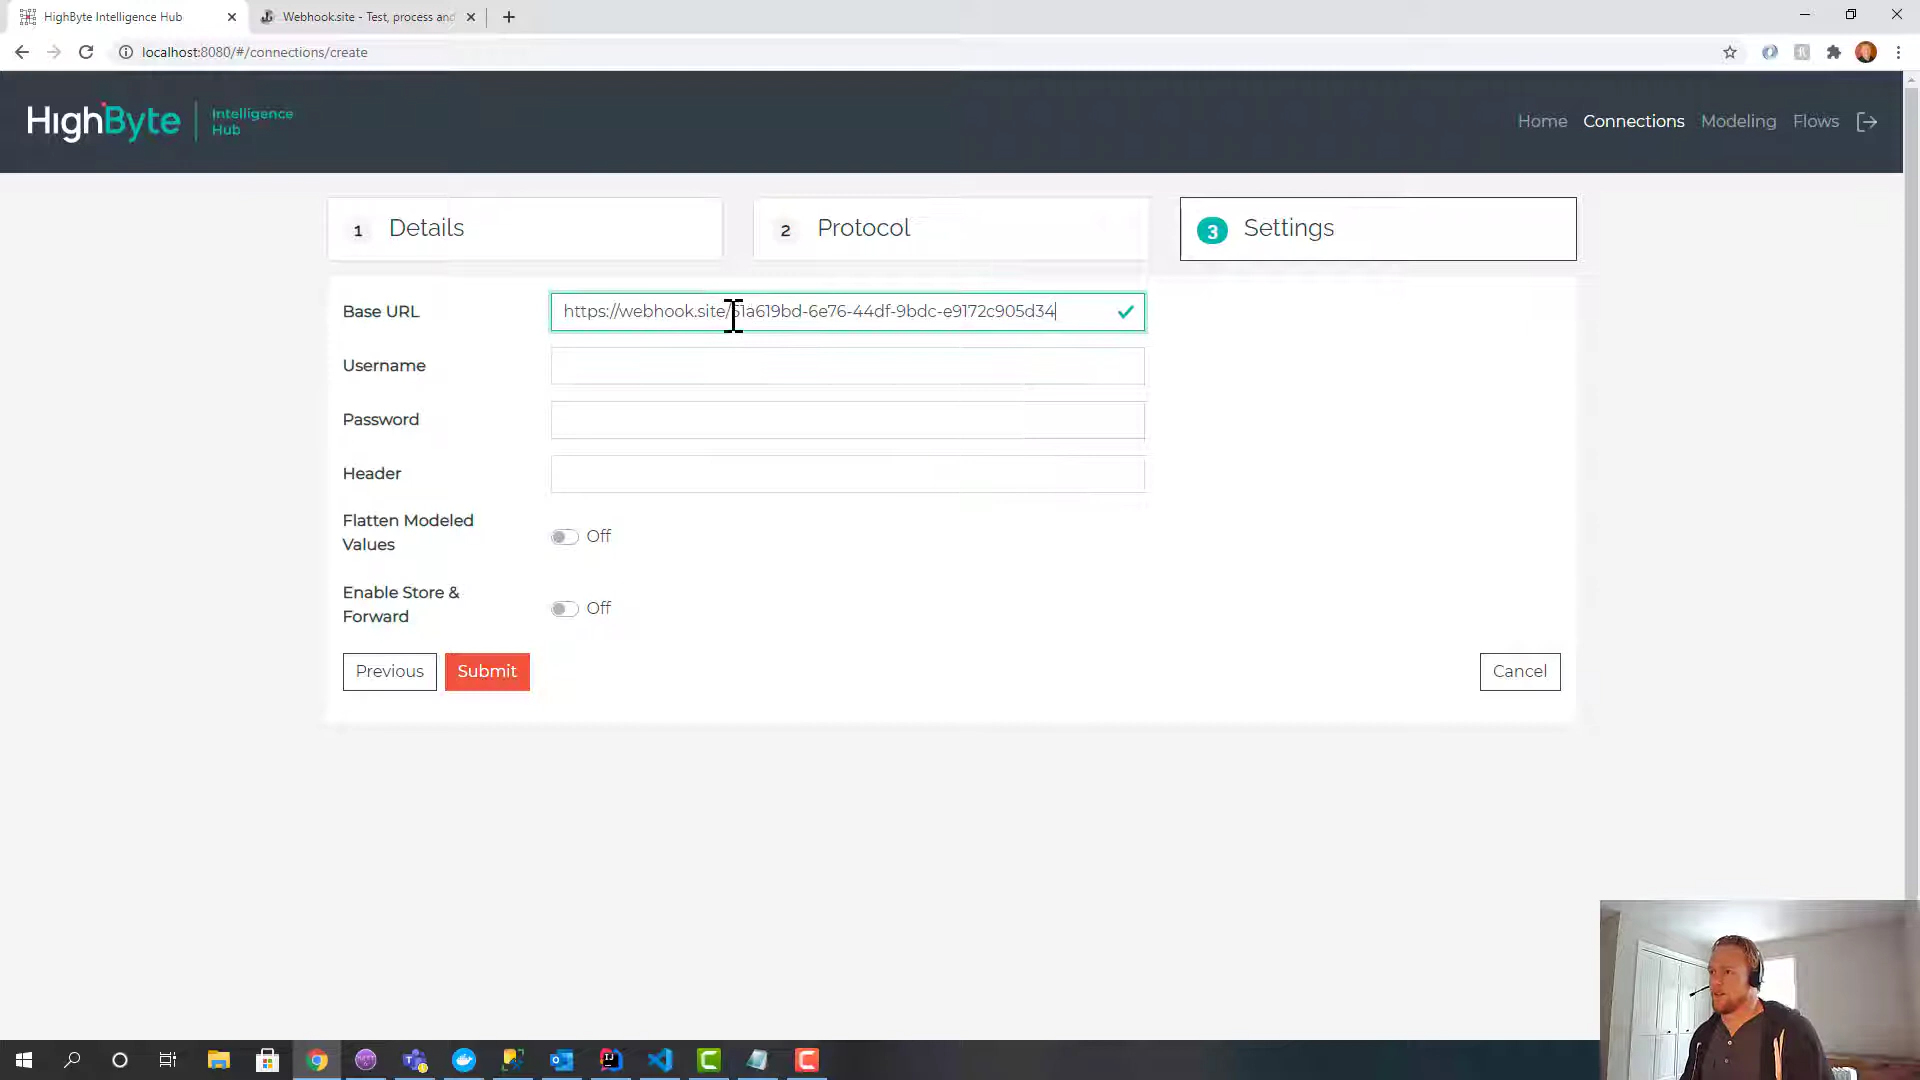 HighByte Intelligence Hub
Webhook.site - Test, process and
localhost:8080/#/connections/create
HighByte
Intelligence
Hub
Home
Connections
Modeling
Flows
1 Details
2 Protocol
3 Settings
Base URL
https://webhook.site/51a619bd-6e76-44df-9bdc-e9172c905d34
Username
Password
Header
Flatten Modeled
Values
Off
Enable Store &
Forward
Off
Previous
Submit
Cancel